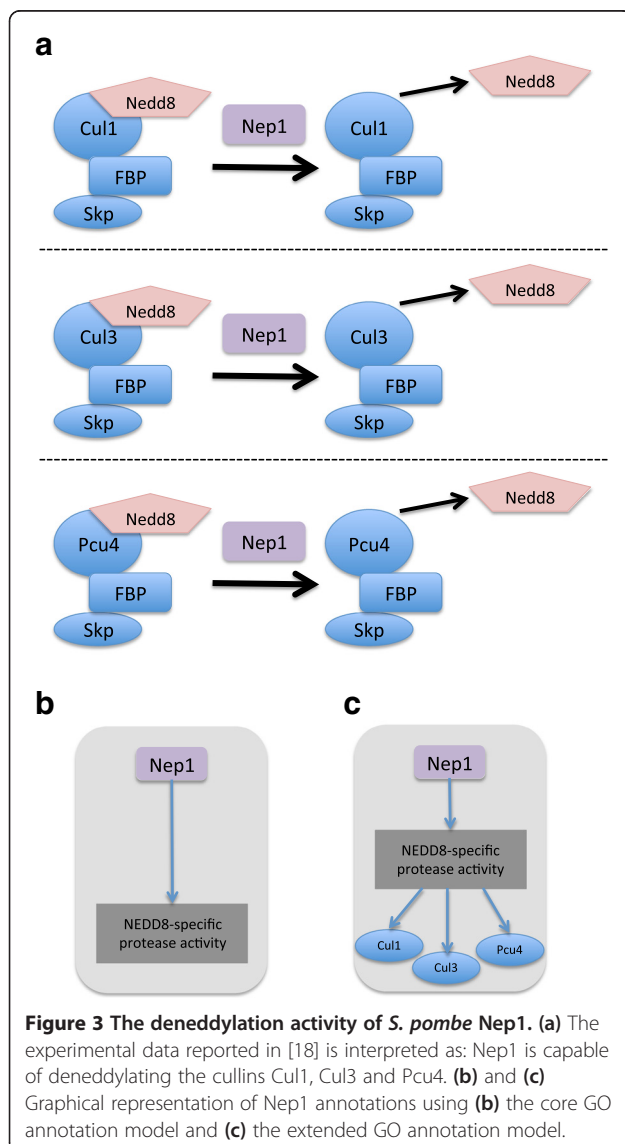 a
Nedd8
Nedd8
Cul1
Nep1
Cul1
FBP
FBP
Skp
Skp
Nedd8
Nedd8
Cul3
Nep1
Cul3
FBP
FBP
Skp
Skp
Nedd8
Nedd8
Pcu4
Nep1
Pcu4
FBP
FBP
Skp
Skp
b
Nep1
NEDD8-specific
protease activity
c
Nep1
NEDD8-specific
protease activity
Cul1
Cul3
Pcu4
Figure 3 The deneddylation activity of S. pombe Nep1. (a) The
experimental data reported in [18] is interpreted as: Nep1 is capable
of deneddylating the cullins Cul1, Cul3 and Pcu4. (b) and (c)
Graphical representation of Nep1 annotations using (b) the core GO
annotation model and (c) the extended GO annotation model.